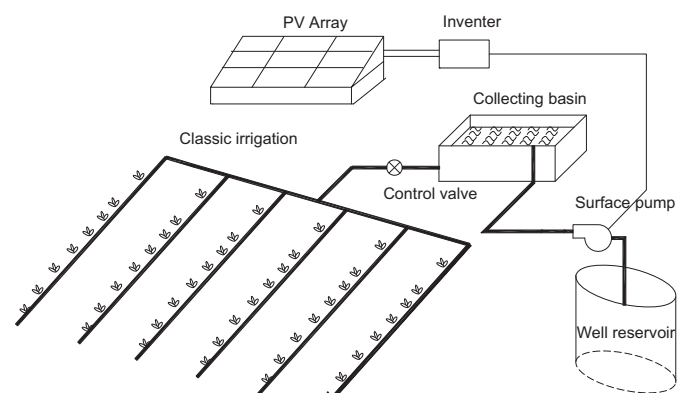 PV Array
Inventer
Collecting basin
Classic irrigation
Control valve
Surface pump
Well reservoir